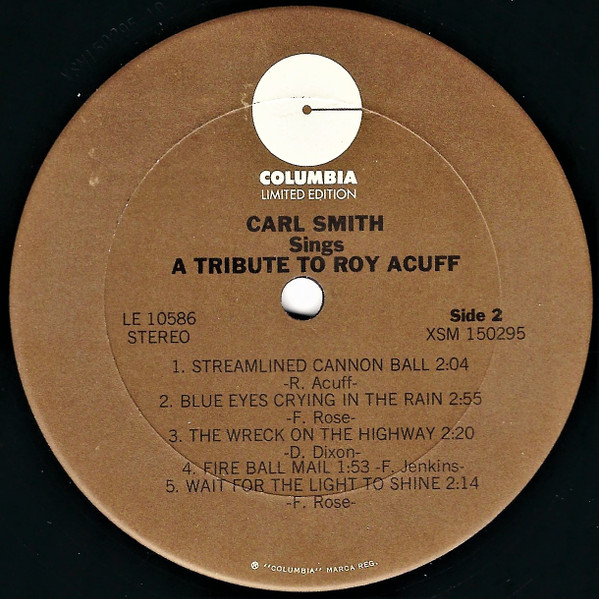 COLUMBIA
LIMITED EDITION
CARL SMITH
Sings
A TRIBUTE TO ROY ACUFF
LE 10586
STEREO
Side 2
XSM 150295
1. STREAMLINED CANNON BALL 2:04
-R. Acuff-
2. BLUE EYES CRYING IN THE RAIN 2:55
-F. Rose-
3. THE WRECK ON THE HIGHWAY 2:20
-D. Dixon-
4. FIRE BALL MAIL 1:53 -F. Jenkins-
5. WAIT FOR THE LIGHT TO SHINE 2:14
-F. Rose-
℗ "COLUMBIA" MARCA REG.